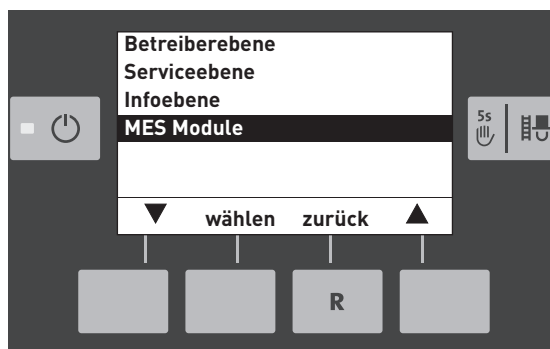 Betreiberebene
Serviceebene
Infoebene
MES Module
5s
▼ wählen zurück ▲
R